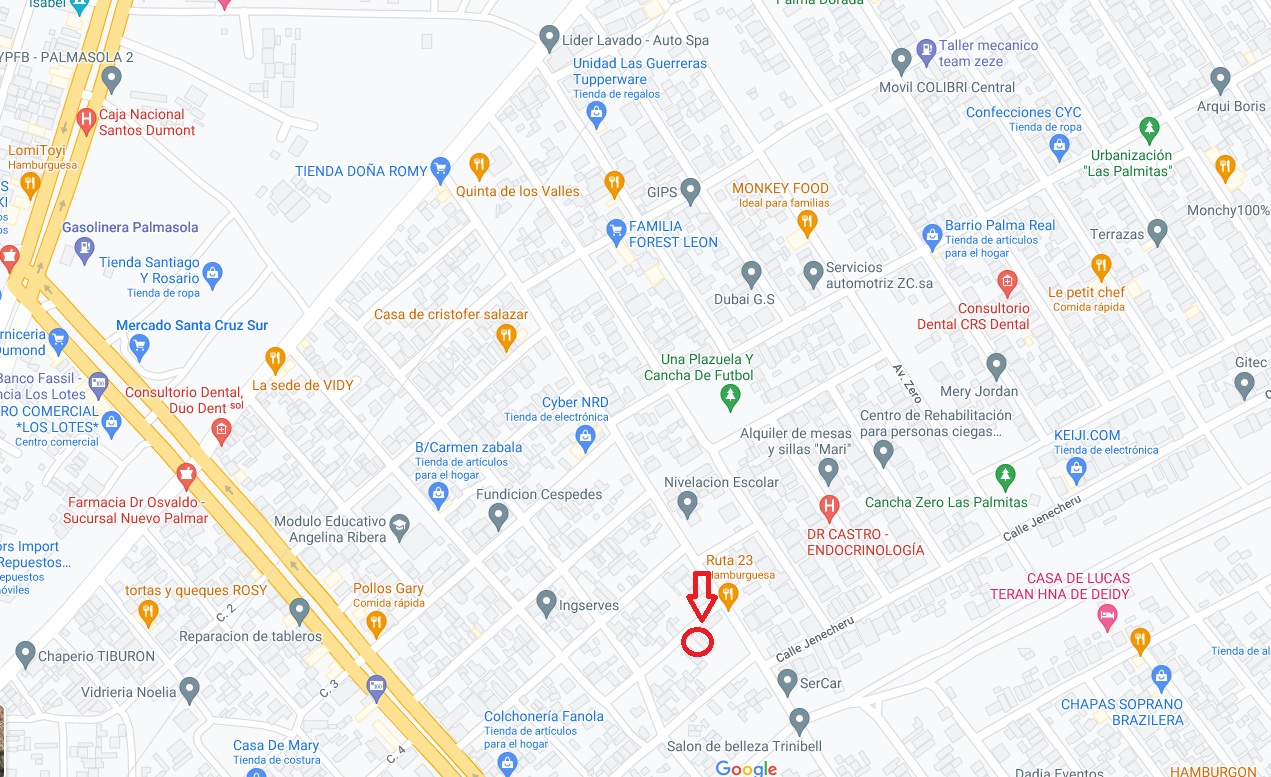 Isabel
Palma Dorada
Lider Lavado - Auto Spa
Taller mecanico
team zeze
YPFB - PALMASOLA 2
Unidad Las Guerreras
Tupperware
Tienda de regalos
Movil COLIBRI Central
Arqui Boris
Caja Nacional
Santos Dumont
Confecciones CYC
Tienda de ropa
LomiToyi
Hamburguesa
Urbanización
"Las Palmitas"
TIENDA DOÑA ROMY
Quinta de los Valles
GIPS
MONKEY FOOD
Ideal para familias
Monchy100%
Gasolinera Palmasola
FAMILIA
FOREST LEON
Barrio Palma Real
Tienda de artículos
para el hogar
Terrazas
Tienda Santiago
Y Rosario
Tienda de ropa
Dubai G.S
Servicios
automotriz ZC.sa
Le petit chef
Comida rápida
Consultorio
Dental CRS Dental
Casa de cristofer salazar
Mercado Santa Cruz Sur
rniceria
Dumond
Una Plazuela Y
Cancha De Futbol
Av. Zero
Gitec
Banco Fassil -
ncia Los Lotes
La sede de VIDY
Mery Jordan
Consultorio Dental,
Duo Dent ˢᵒˡ
RO COMERCIAL
*LOS LOTES*
Centro comercial
Cyber NRD
Tienda de electrónica
Centro de Rehabilitación
para personas ciegas...
Alquiler de mesas
y sillas "Mari"
KEIJI.COM
Tienda de electrónica
B/Carmen zabala
Tienda de artículos
para el hogar
Nivelacion Escolar
Fundicion Cespedes
Cancha Zero Las Palmitas
Farmacia Dr Osvaldo -
Sucursal Nuevo Palmar
Modulo Educativo
Angelina Ribera
Calle Jenecheru
DR CASTRO -
ENDOCRINOLOGÍA
ors Import
Repuestos...
epuestos
móviles
Ruta 23
Hamburguesa
CASA DE LUCAS
TERAN HNA DE DEIDY
tortas y queques ROSY
Pollos Gary
Comida rápida
Ingserves
C. 2
Reparacion de tableros
Calle Jenecheru
Chaperio TIBURON
Tienda de al
C. 3
Vidrieria Noelia
SerCar
CHAPAS SOPRANO
BRAZILERA
Colchonería Fanola
Tienda de artículos
para el hogar
Casa De Mary
Tienda de costura
C. 4
Salon de belleza Trinibell
Google
Dadia Eventos
HAMBURGON